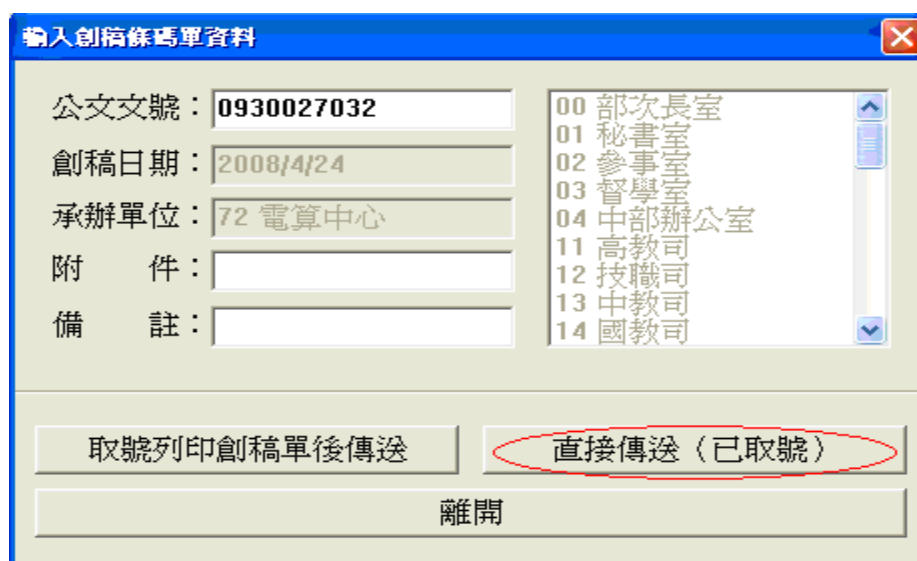 輸入創稿條碼單資料
公文文號：0930027032
創稿日期：2008/4/24
承辦單位：72 電算中心
附　　件：
備　　註：
00 部次長室
01 秘書室
02 參事室
03 督學室
04 中部辦公室
11 高教司
12 技職司
13 中教司
14 國教司
取號列印創稿單後傳送
直接傳送（已取號）
離開